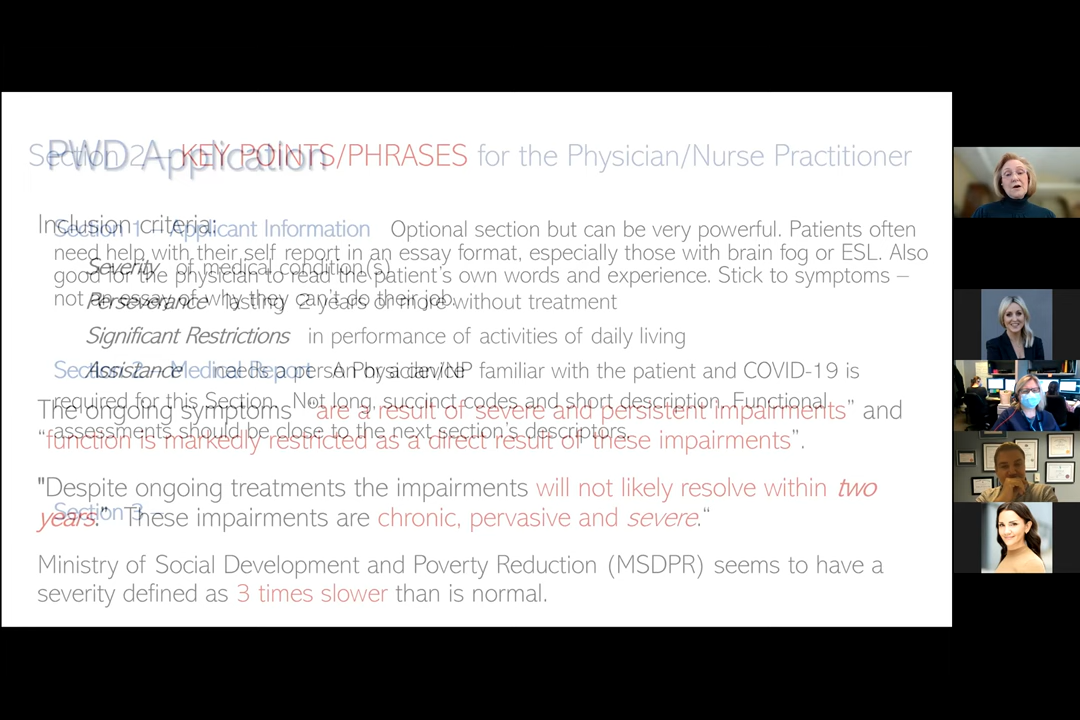 PWD Application
Section 1 – Applicant Information Optional section but can be very powerful. Patients often
need help with their self report in an essay format, especially those with brain fog or ESL. Also
good for the physician to read the patient's own words and experience. Stick to symptoms –
not an essay of why they can't do their job.
Section 2 – Medical Report A Physician/NP familiar with the patient and COVID-19 is
required for this Section. Not long, succinct codes and short description. Functional
assessments should be close to the next section's descriptors.
Section 3 –
Section 2 – KEY POINTS/PHRASES for the Physician/Nurse Practitioner
Inclusion criteria:
Severity of medical condition(s)
Perseverance lasting 2 years or more without treatment
Significant Restrictions in performance of activities of daily living
Assistance needs a person or a device
The ongoing symptoms "are a result of severe and persistent impairments" and
"function is markedly restricted as a direct result of these impairments".
"Despite ongoing treatments the impairments will not likely resolve within two
years." These impairments are chronic, pervasive and severe."
Ministry of Social Development and Poverty Reduction (MSDPR) seems to have a
severity defined as 3 times slower than is normal.